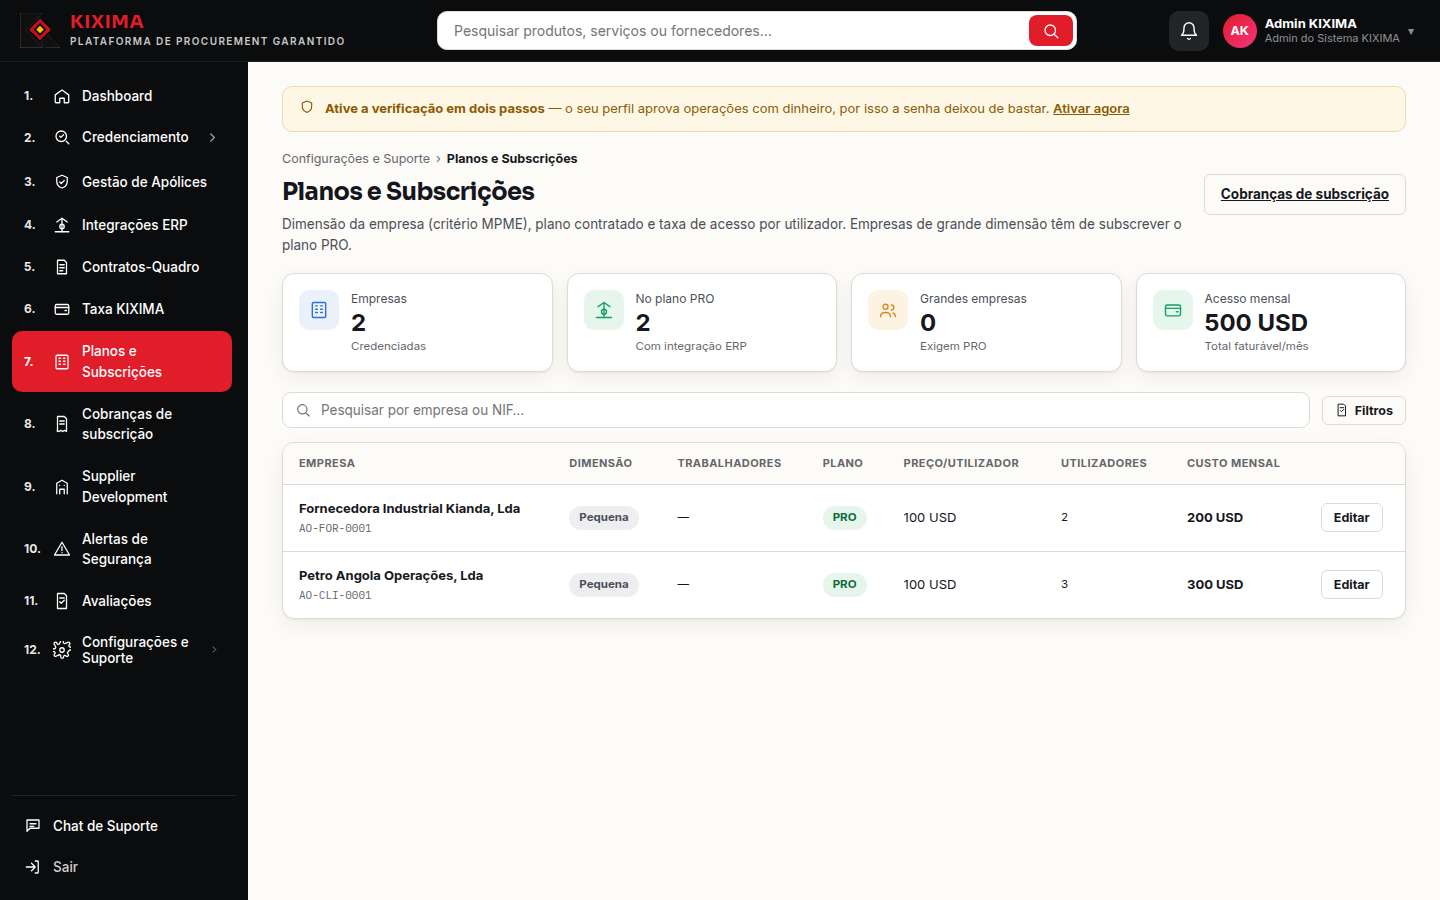 KIXIMA
PLATAFORMA DE PROCUREMENT GARANTIDO
Pesquisar produtos, serviços ou fornecedores...
AK
Admin KIXIMA
Admin do Sistema KIXIMA
1. Dashboard
2. Credenciamento
3. Gestão de Apólices
4. Integrações ERP
5. Contratos-Quadro
6. Taxa KIXIMA
7. Planos e
Subscrições
8. Cobranças de
subscrição
9. Supplier
Development
10. Alertas de
Segurança
11. Avaliações
12. Configurações e
Suporte
Chat de Suporte
Sair
Ative a verificação em dois passos — o seu perfil aprova operações com dinheiro, por isso a senha deixou de bastar. Ativar agora
Configurações e Suporte › Planos e Subscrições
Planos e Subscrições
Cobranças de subscrição
Dimensão da empresa (critério MPME), plano contratado e taxa de acesso por utilizador. Empresas de grande dimensão têm de subscrever o
plano PRO.
Empresas
2
Credenciadas
No plano PRO
2
Com integração ERP
Grandes empresas
0
Exigem PRO
Acesso mensal
500 USD
Total faturável/mês
Pesquisar por empresa ou NIF...
Filtros
EMPRESA DIMENSÃO TRABALHADORES PLANO PREÇO/UTILIZADOR UTILIZADORES CUSTO MENSAL
Fornecedora Industrial Kianda, Lda
AO-FOR-0001
Pequena — PRO 100 USD 2 200 USD Editar
Petro Angola Operações, Lda
AO-CLI-0001
Pequena — PRO 100 USD 3 300 USD Editar